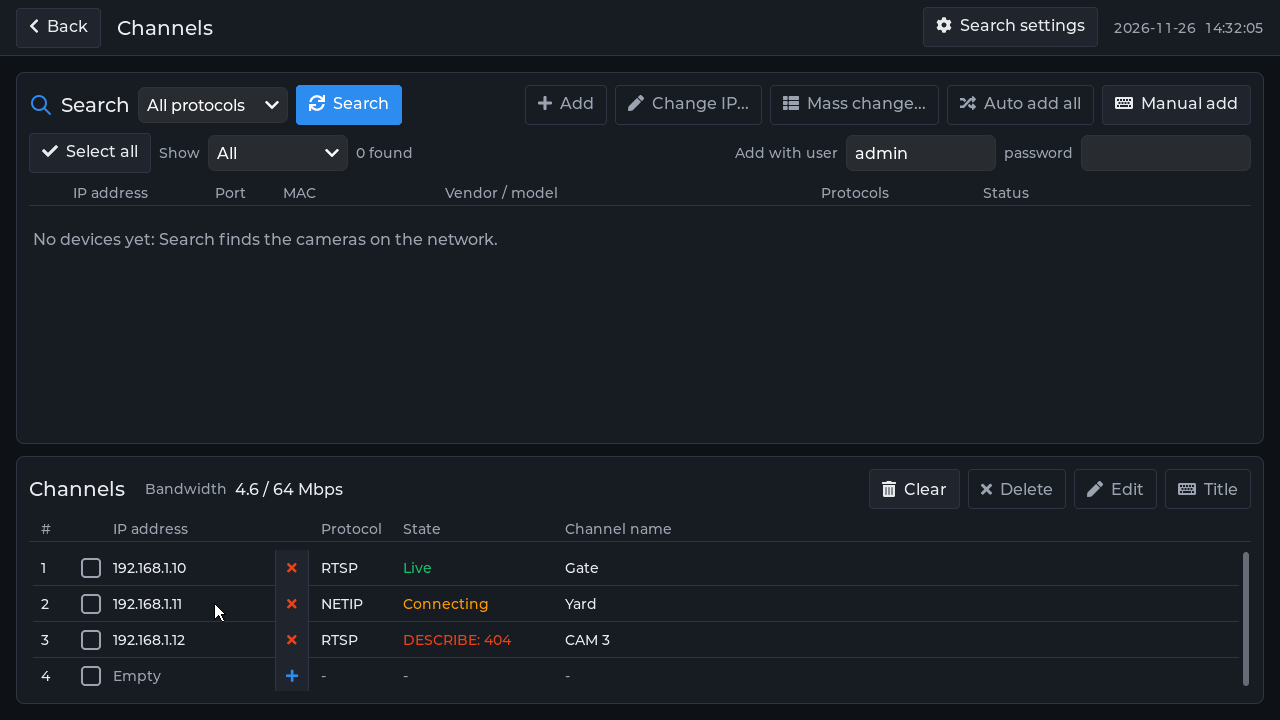 Back Channels Search settings 2026-11-26 14:32:05
Search All protocols Search Add Change IP... Mass change... Auto add all Manual add
Select all Show All 0 found Add with user admin password
IP address Port MAC Vendor / model Protocols Status
No devices yet: Search finds the cameras on the network.
Channels Bandwidth 4.6 / 64 Mbps Clear Delete Edit Title
# IP address Protocol State Channel name
1 192.168.1.10 RTSP Live Gate
2 192.168.1.11 NETIP Connecting Yard
3 192.168.1.12 RTSP DESCRIBE: 404 CAM 3
4 Empty - - -